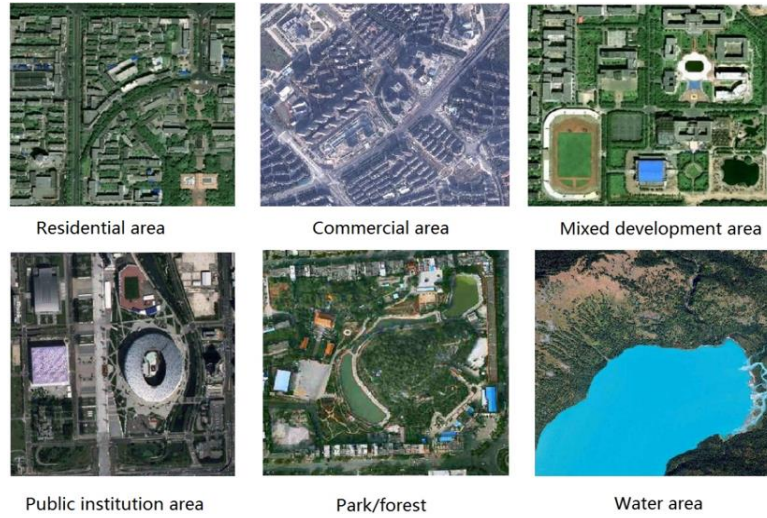 Residential area
Commercial area
Mixed development area
Public institution area
Park/forest
Water area